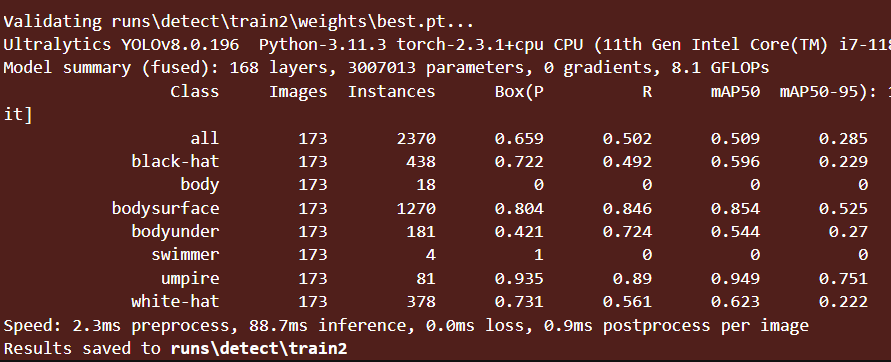 Validating runs\detect\train2\weights\best.pt...
Ultralytics YOLOv8.0.196 Python-3.11.3 torch-2.3.1+cpu CPU (11th Gen Intel Core(TM) i7-118
Model summary (fused): 168 layers, 3007013 parameters, 0 gradients, 8.1 GFLOPs
Class Images Instances Box(P R mAP50 mAP50-95): 1
it]
all 173 2370 0.659 0.502 0.509 0.285
black-hat 173 438 0.722 0.492 0.596 0.229
body 173 18 0 0 0 0
bodysurface 173 1270 0.804 0.846 0.854 0.525
bodyunder 173 181 0.421 0.724 0.544 0.27
swimmer 173 4 1 0 0 0
umpire 173 81 0.935 0.89 0.949 0.751
white-hat 173 378 0.731 0.561 0.623 0.222
Speed: 2.3ms preprocess, 88.7ms inference, 0.0ms loss, 0.9ms postprocess per image
Results saved to runs\detect\train2